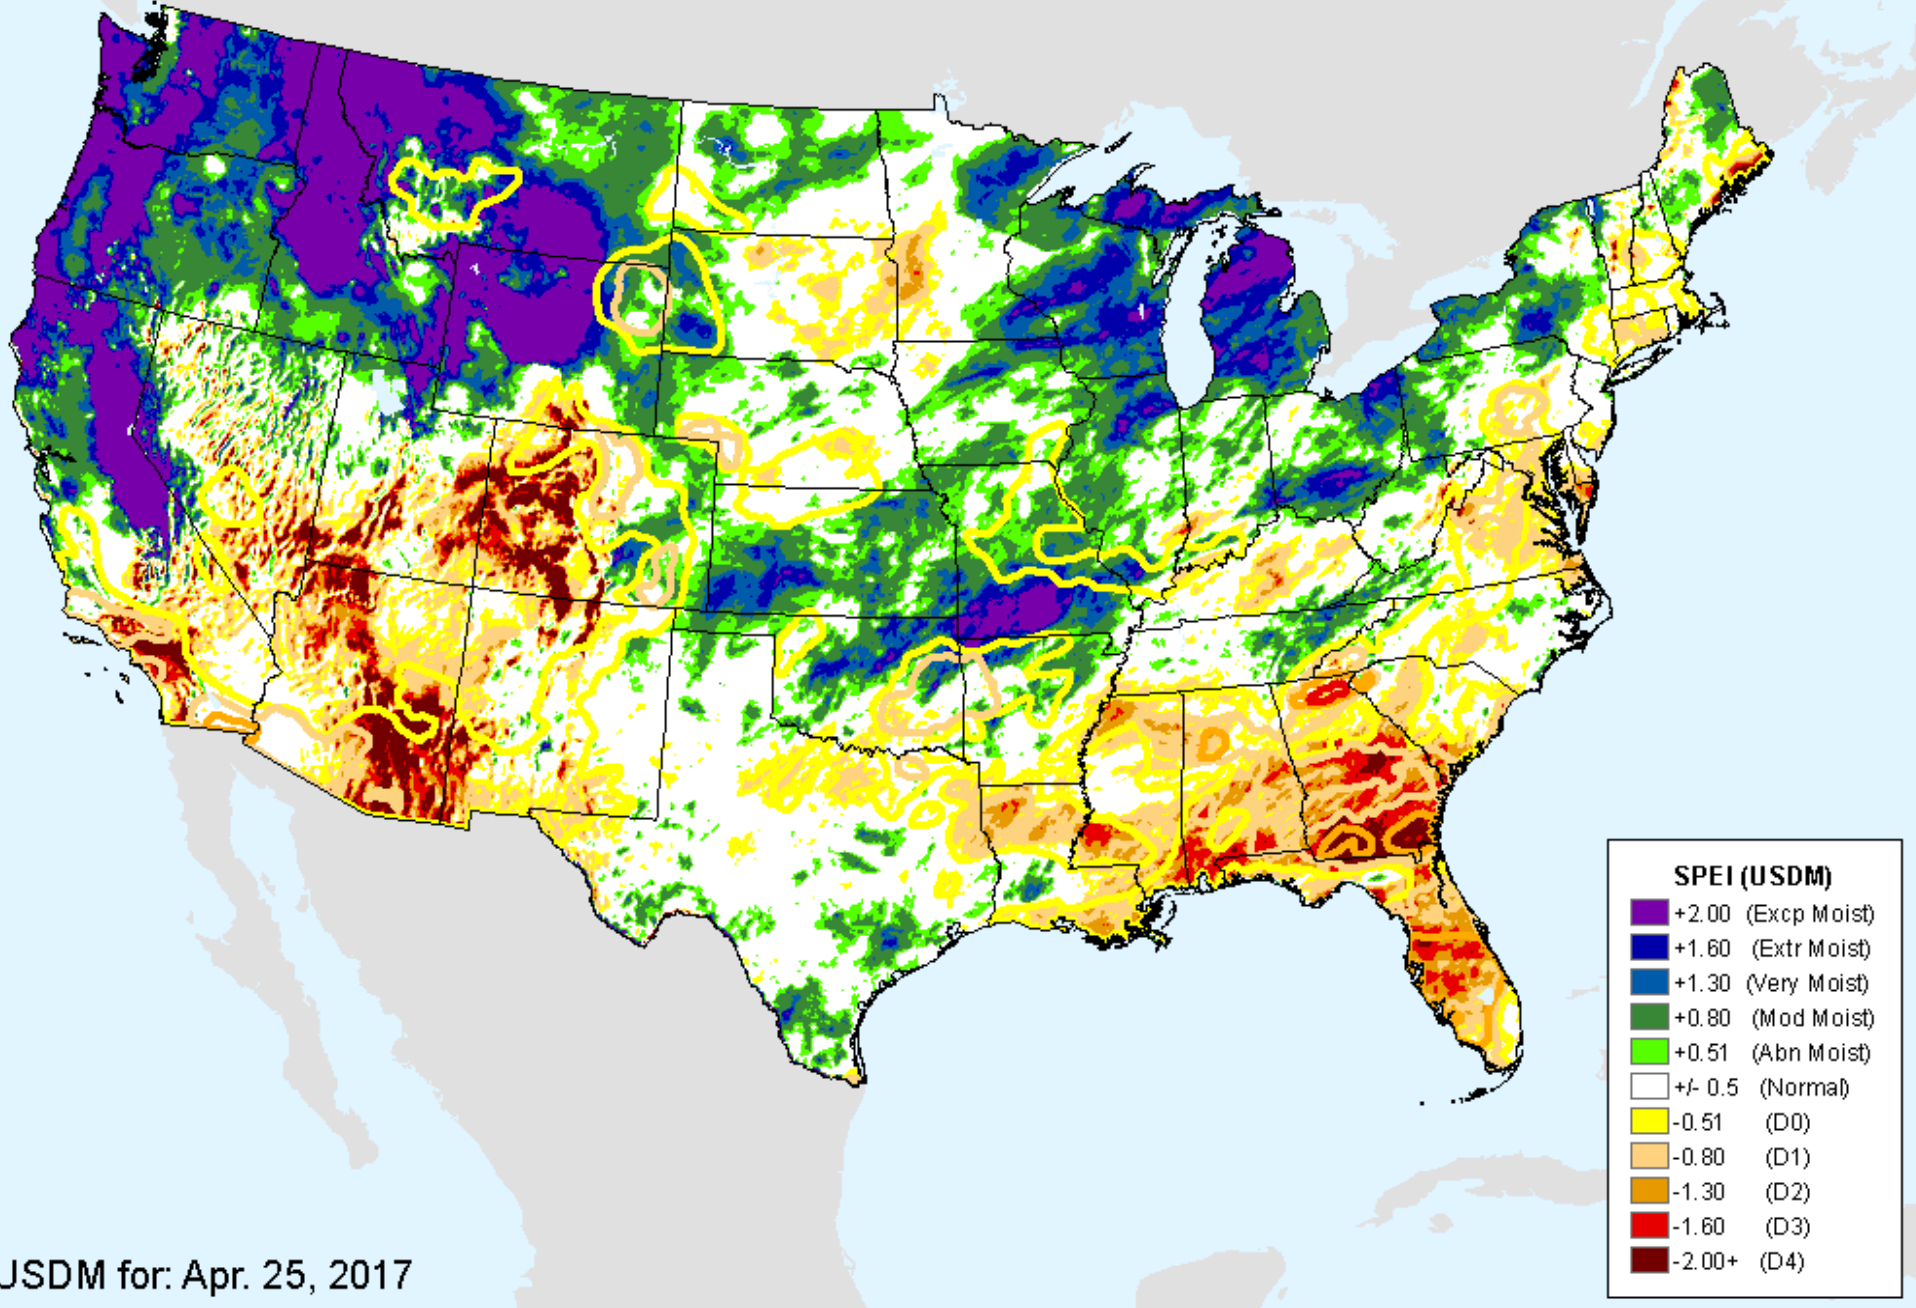 SPEI (USDM)
+2.00 (Excp Moist)
+1.60 (Extr Moist)
+1.30 (Very Moist)
+0.80 (Mod Moist)
+0.51 (Abn Moist)
+/- 0.5 (Normal)
-0.51 (D0)
-0.80 (D1)
-1.30 (D2)
-1.60 (D3)
-2.00+ (D4)
USDM for: Apr. 25, 2017